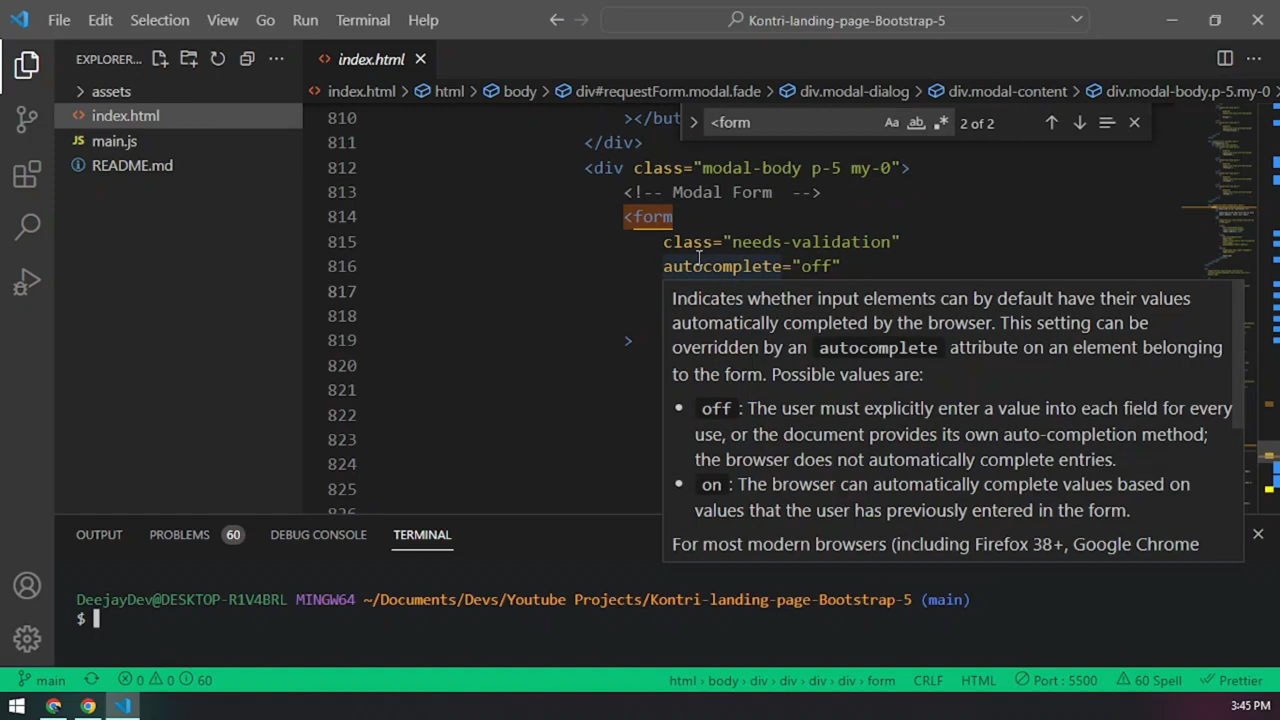 File Edit Selection View Go Run Terminal Help
Kontri-landing-page-Bootstrap-5
EXPLORER...
index.html
assets
index.html
main.js
README.md
index.html > html > body > div#requestForm.modal.fade > div.modal-dialog > div.modal-content > div.modal-body.p-5.my-0 >
<form
Aa ab 2 of 2
810 ></but
811 </div>
812 <div class="modal-body p-5 my-0">
813 <!-- Modal Form -->
814 <form
815 class="needs-validation"
816 autocomplete="off"
817
818
819 >
820
821
822
823
824
825
826
Indicates whether input elements can by default have their values
automatically completed by the browser. This setting can be
overridden by an autocomplete attribute on an element belonging
to the form. Possible values are:
• off: The user must explicitly enter a value into each field for every
use, or the document provides its own auto-completion method;
the browser does not automatically complete entries.
• on: The browser can automatically complete values based on
values that the user has previously entered in the form.
For most modern browsers (including Firefox 38+, Google Chrome
OUTPUT PROBLEMS 60 DEBUG CONSOLE TERMINAL
DeejayDev@DESKTOP-R1V4BRL MINGW64 ~/Documents/Devs/Youtube Projects/Kontri-landing-page-Bootstrap-5 (main)
$
main 0 0 60 html > body > div > div > div > div > form CRLF HTML Port : 5500 60 Spell Prettier
3:45 PM